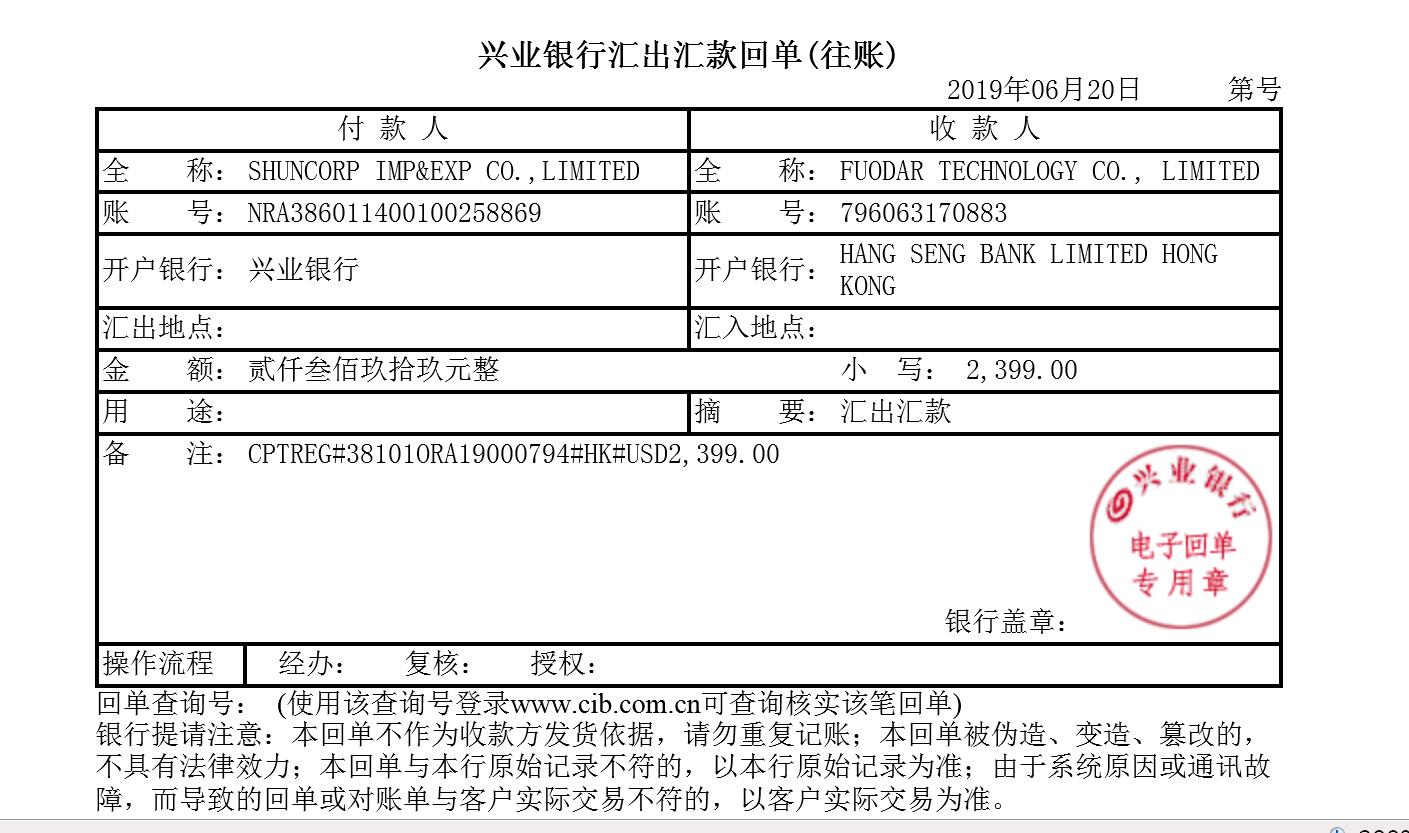 兴业银行汇出汇款回单(往账)
2019年06月20日 第号
付 款 人 收 款 人
全 称： SHUNCORP IMP&EXP CO.,LIMITED 全 称： FUODAR TECHNOLOGY CO., LIMITED
账 号： NRA386011400100258869 账 号： 796063170883
开户银行： 兴业银行 开户银行： HANG SENG BANK LIMITED HONG
KONG
汇出地点： 汇入地点：
金 额： 贰仟叁佰玖拾玖元整 小 写： 2,399.00
用 途： 摘 要： 汇出汇款
备 注： CPTREG#381010RA19000794#HK#USD2,399.00
兴业银行
电子回单
专用章
银行盖章：
操作流程 经办： 复核： 授权：
回单查询号： (使用该查询号登录www.cib.com.cn可查询核实该笔回单)
银行提请注意：本回单不作为收款方发货依据，请勿重复记账；本回单被伪造、变造、篡改的，
不具有法律效力；本回单与本行原始记录不符的，以本行原始记录为准；由于系统原因或通讯故
障，而导致的回单或对账单与客户实际交易不符的，以客户实际交易为准。